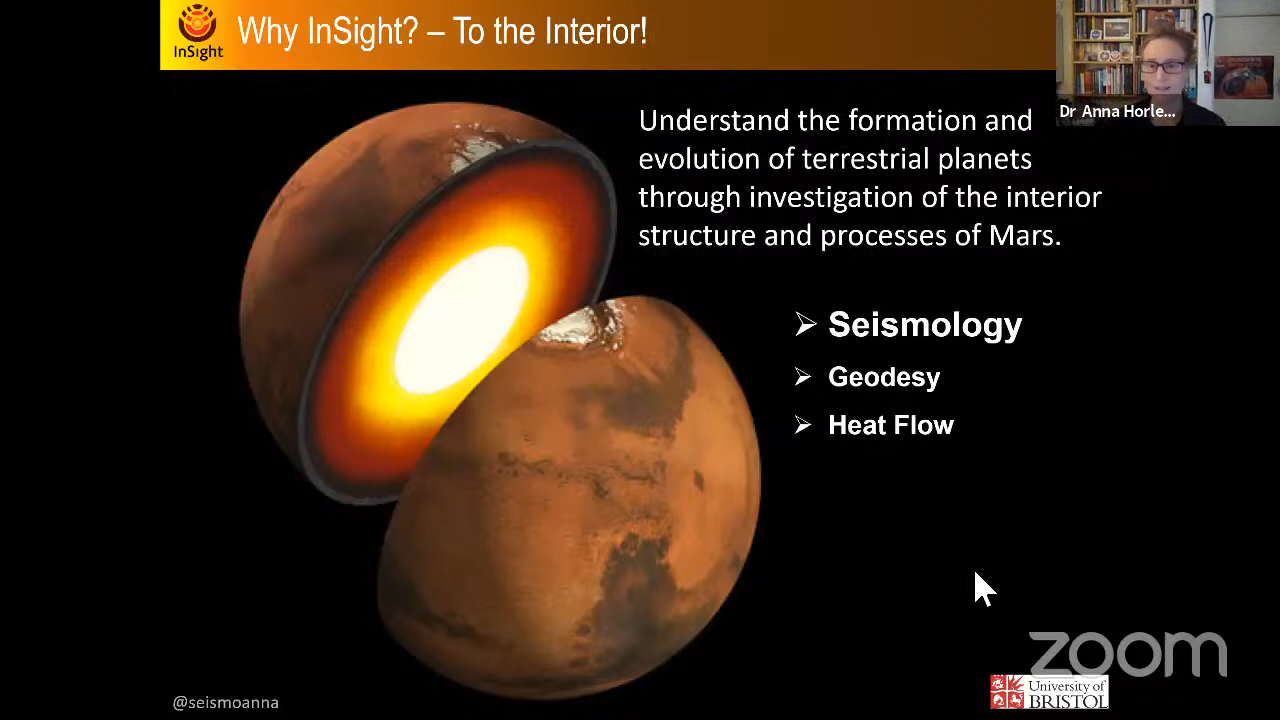 InSight
Why InSight? – To the Interior!
Dr Anna Horle...
Understand the formation and
evolution of terrestrial planets
through investigation of the interior
structure and processes of Mars.
➢ Seismology
➢ Geodesy
➢ Heat Flow
zoom
University of
BRISTOL
@seismoanna